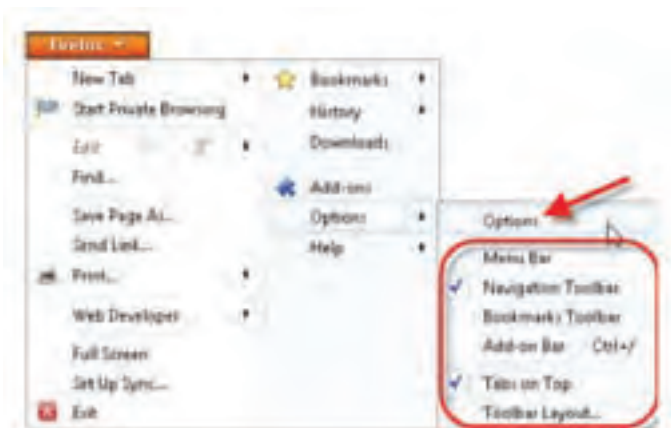 Firefox
New Tab
Start Private Browsing
Edit
Find...
Save Page As...
Send Link...
Print...
Web Developer
Full Screen
Set Up Sync...
Exit
Bookmarks
History
Downloads
Add-ons
Options
Help
Options
Menu Bar
Navigation Toolbar
Bookmarks Toolbar
Add-on Bar Ctrl+/
Tabs on Top
Toolbar Layout...